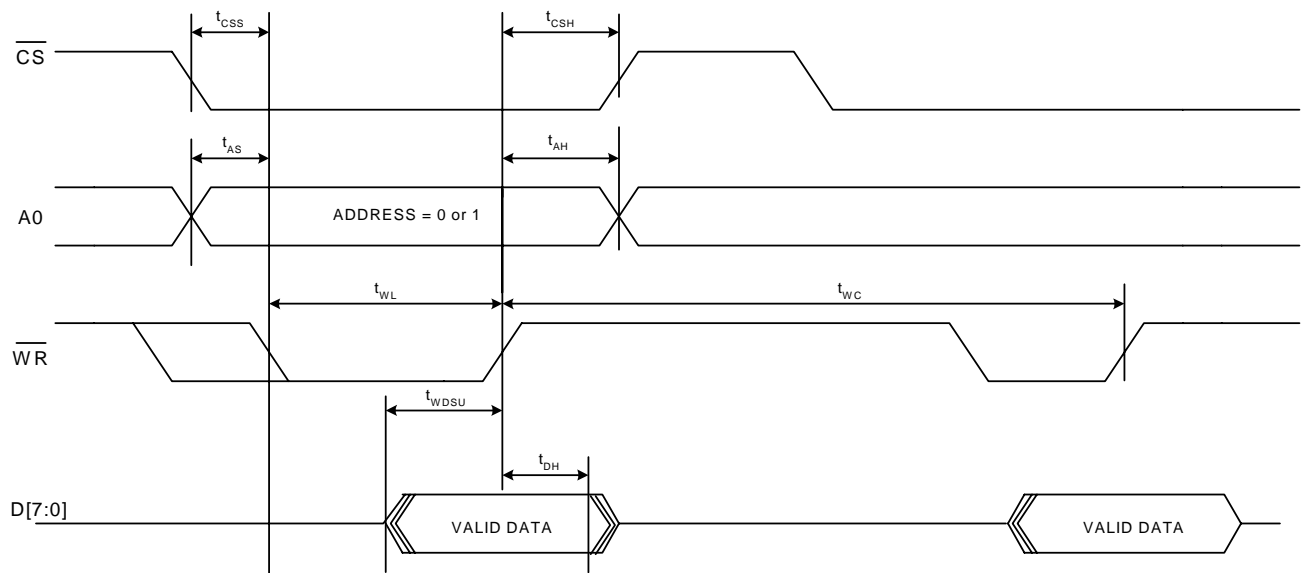 tCSS
tCSH
CS
tAS
tAH
A0
ADDRESS = 0 or 1
tWL
tWC
WR
tWDSU
tDH
D[7:0]
VALID DATA
VALID DATA